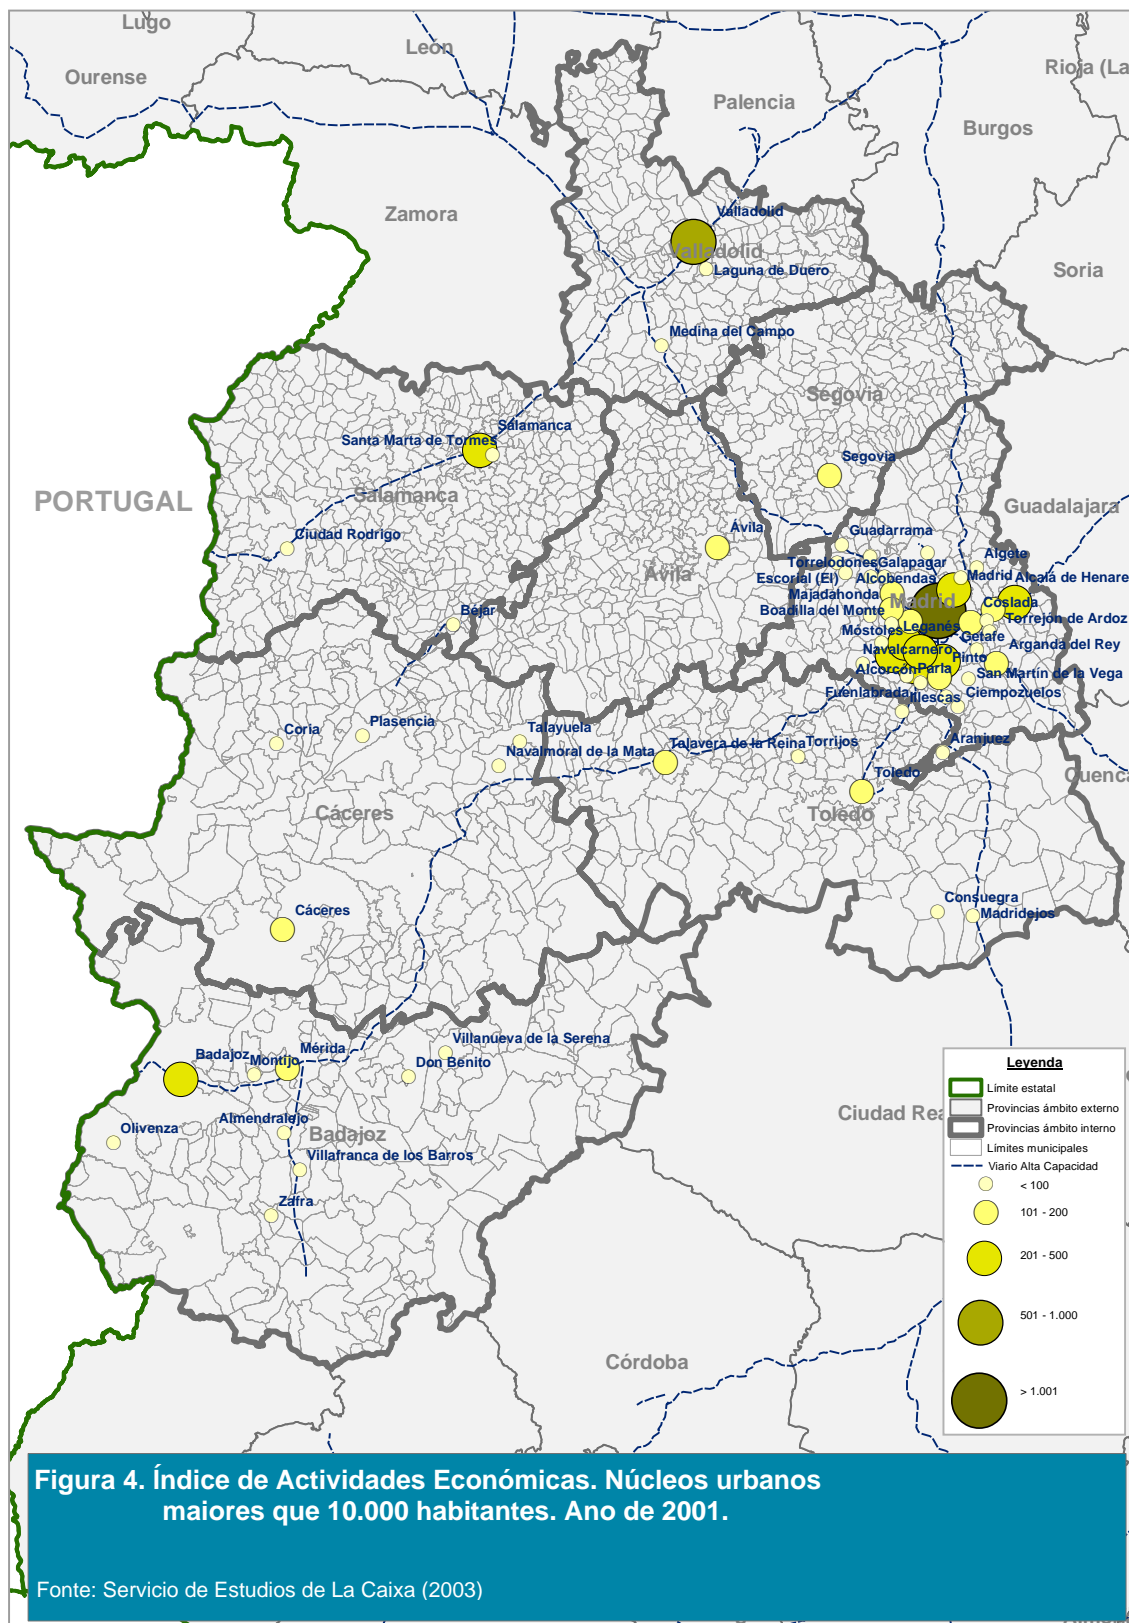 Lugo
León
Ourense
Rioja (La
Palencia
Burgos
Zamora
Valladolid
Valladolid
Laguna de Duero
Soria
Medina del Campo
Segovia
Salamanca
Santa Marta de Tormes
Segovia
PORTUGAL
Salamanca
Guadalajara
Ciudad Rodrigo
Ávila
Guadarrama
Algete
Torrelodones
Galapagar
Ávila
Escorial (El)
Alcobendas
Madrid
Alcalá de Henare
Majadahonda
Madrid
Coslada
Boadilla del Monte
Torrejón de Ardoz
Béjar
Móstoles
Leganés
Getafe
Arganda del Rey
Navalcarnero
Pinto
Alcorcón
Parla
San Martín de la Vega
Fuenlabrada
Illescas
Ciempozuelos
Coria
Plasencia
Talayuela
Navalmoral de la Mata
Talavera de la Reina
Torrijos
Aranjuez
Toledo
Cuenca
Cáceres
Toledo
Consuegra
Madridejos
Cáceres
Badajoz
Montijo
Mérida
Villanueva de la Serena
Don Benito
Almendralejo
Olivenza
Badajoz
Villafranca de los Barros
Zafra
Ciudad Rea
Córdoba
Leyenda
Límite estatal
Provincias ámbito externo
Provincias ámbito interno
Límites municipales
Viario Alta Capacidad
< 100
101 - 200
201 - 500
501 - 1.000
> 1.001
Figura 4. Índice de Actividades Económicas. Núcleos urbanos
maiores que 10.000 habitantes. Ano de 2001.
Fonte: Servicio de Estudios de La Caixa (2003)